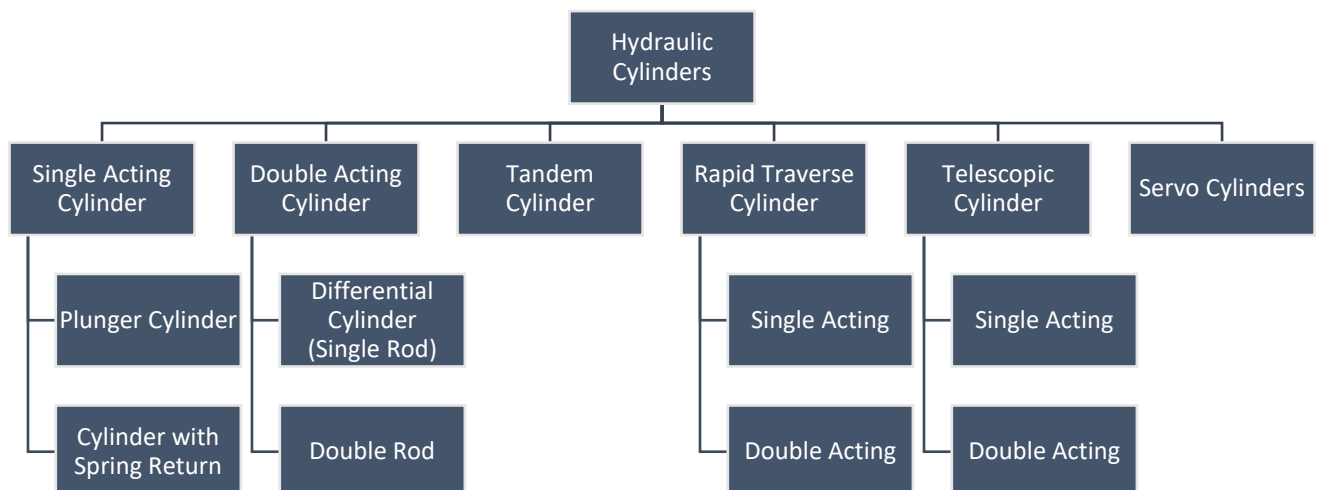 Hydraulic
Cylinders
Single Acting
Cylinder
Double Acting
Cylinder
Tandem
Cylinder
Rapid Traverse
Cylinder
Telescopic
Cylinder
Servo Cylinders
Plunger Cylinder
Cylinder with
Spring Return
Differential
Cylinder
(Single Rod)
Double Rod
Single Acting
Double Acting
Single Acting
Double Acting